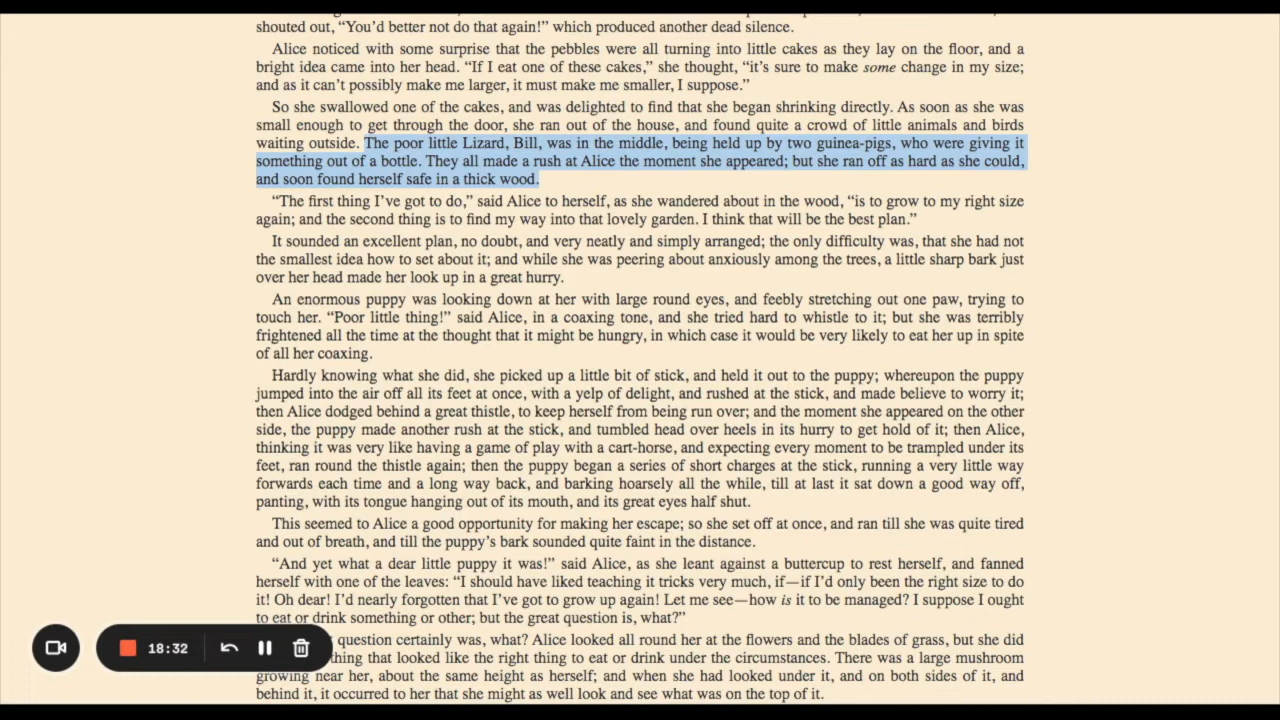 shouted out, “You’d better not do that again!” which produced another dead silence.
Alice noticed with some surprise that the pebbles were all turning into little cakes as they lay on the floor, and a
bright idea came into her head. “If I eat one of these cakes,” she thought, “it’s sure to make some change in my size;
and as it can’t possibly make me larger, it must make me smaller, I suppose.”
So she swallowed one of the cakes, and was delighted to find that she began shrinking directly. As soon as she was
small enough to get through the door, she ran out of the house, and found quite a crowd of little animals and birds
waiting outside. The poor little Lizard, Bill, was in the middle, being held up by two guinea-pigs, who were giving it
something out of a bottle. They all made a rush at Alice the moment she appeared; but she ran off as hard as she could,
and soon found herself safe in a thick wood.
“The first thing I’ve got to do,” said Alice to herself, as she wandered about in the wood, “is to grow to my right size
again; and the second thing is to find my way into that lovely garden. I think that will be the best plan.”
It sounded an excellent plan, no doubt, and very neatly and simply arranged; the only difficulty was, that she had not
the smallest idea how to set about it; and while she was peering about anxiously among the trees, a little sharp bark just
over her head made her look up in a great hurry.
An enormous puppy was looking down at her with large round eyes, and feebly stretching out one paw, trying to
touch her. “Poor little thing!” said Alice, in a coaxing tone, and she tried hard to whistle to it; but she was terribly
frightened all the time at the thought that it might be hungry, in which case it would be very likely to eat her up in spite
of all her coaxing.
Hardly knowing what she did, she picked up a little bit of stick, and held it out to the puppy; whereupon the puppy
jumped into the air off all its feet at once, with a yelp of delight, and rushed at the stick, and made believe to worry it;
then Alice dodged behind a great thistle, to keep herself from being run over; and the moment she appeared on the other
side, the puppy made another rush at the stick, and tumbled head over heels in its hurry to get hold of it; then Alice,
thinking it was very like having a game of play with a cart-horse, and expecting every moment to be trampled under its
feet, ran round the thistle again; then the puppy began a series of short charges at the stick, running a very little way
forwards each time and a long way back, and barking hoarsely all the while, till at last it sat down a good way off,
panting, with its tongue hanging out of its mouth, and its great eyes half shut.
This seemed to Alice a good opportunity for making her escape; so she set off at once, and ran till she was quite tired
and out of breath, and till the puppy’s bark sounded quite faint in the distance.
“And yet what a dear little puppy it was!” said Alice, as she leant against a buttercup to rest herself, and fanned
herself with one of the leaves: “I should have liked teaching it tricks very much, if—if I’d only been the right size to do
it! Oh dear! I’d nearly forgotten that I’ve got to grow up again! Let me see—how is it to be managed? I suppose I ought
to eat or drink something or other; but the great question is, what?”
question certainly was, what? Alice looked all round her at the flowers and the blades of grass, but she did
thing that looked like the right thing to eat or drink under the circumstances. There was a large mushroom
growing near her, about the same height as herself; and when she had looked under it, and on both sides of it, and
behind it, it occurred to her that she might as well look and see what was on the top of it.
18:32